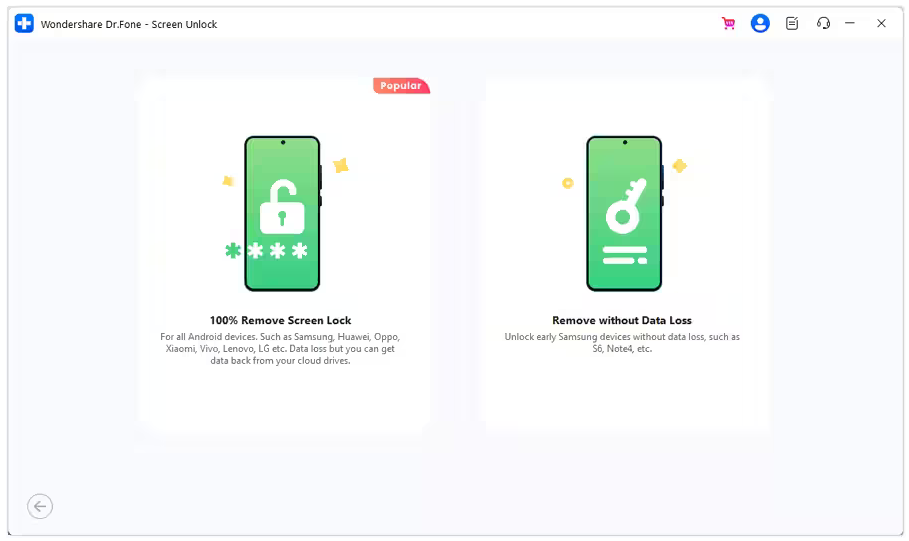 Wondershare Dr.Fone - Screen Unlock
Popular
100% Remove Screen Lock
For all Android devices. Such as Samsung, Huawei, Oppo,
Xiaomi, Vivo, Lenovo, LG etc. Data loss but you can get
data back from your cloud drives.
Remove without Data Loss
Unlock early Samsung devices without data loss, such as
S6, Note4, etc.